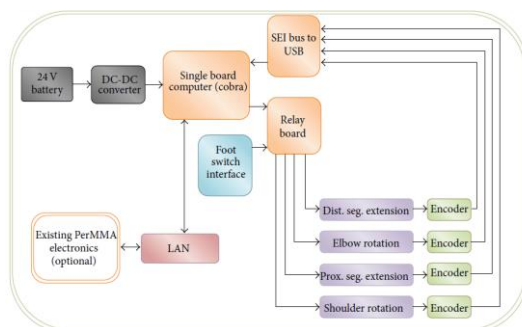 SEI bus to
USB
24 V
battery
DC-DC
converter
Single board
computer (cobra)
Relay
board
Foot
switch
interface
Existing PerMMA
electronics
(optional)
LAN
Dist. seg. extension
Encoder
Elbow rotation
Encoder
Prox. seg. extension
Encoder
Shoulder rotation
Encoder